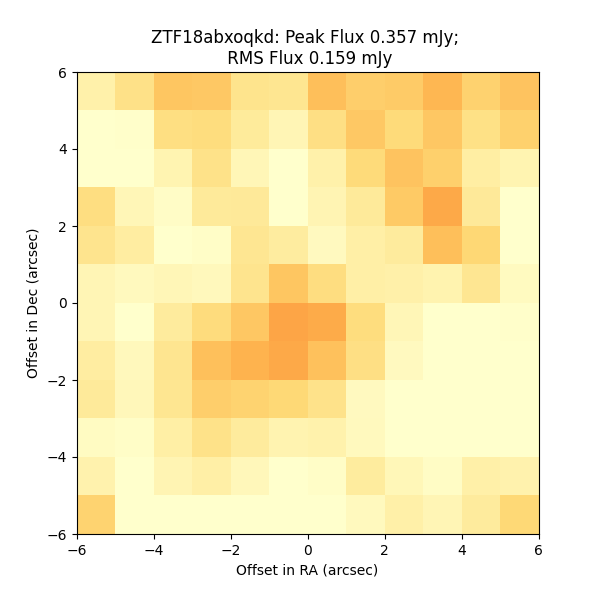 ZTF18abxoqkd: Peak Flux 0.357 mJy;
RMS Flux 0.159 mJy
6
4
2
0
−2
−4
−6
Offset in Dec (arcsec)
−6 −4 −2 0 2 4 6
Offset in RA (arcsec)